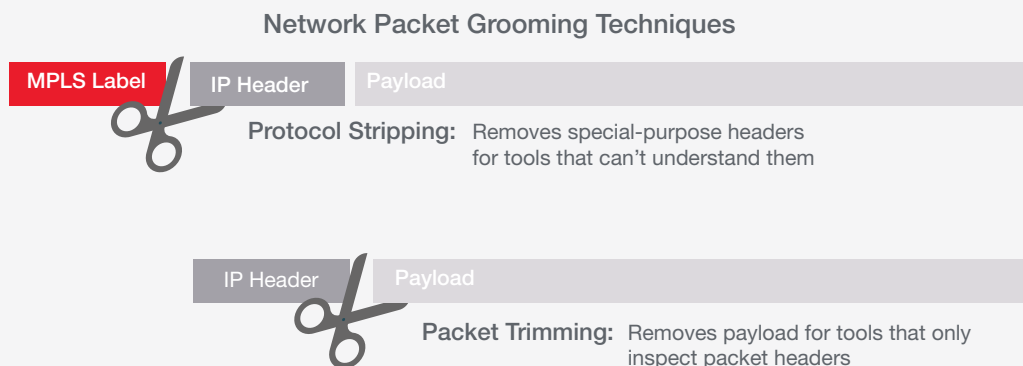 Network Packet Grooming Techniques
MPLS Label IP Header Payload
Protocol Stripping: Removes special-purpose headers
for tools that can't understand them
IP Header Payload
Packet Trimming: Removes payload for tools that only
inspect packet headers